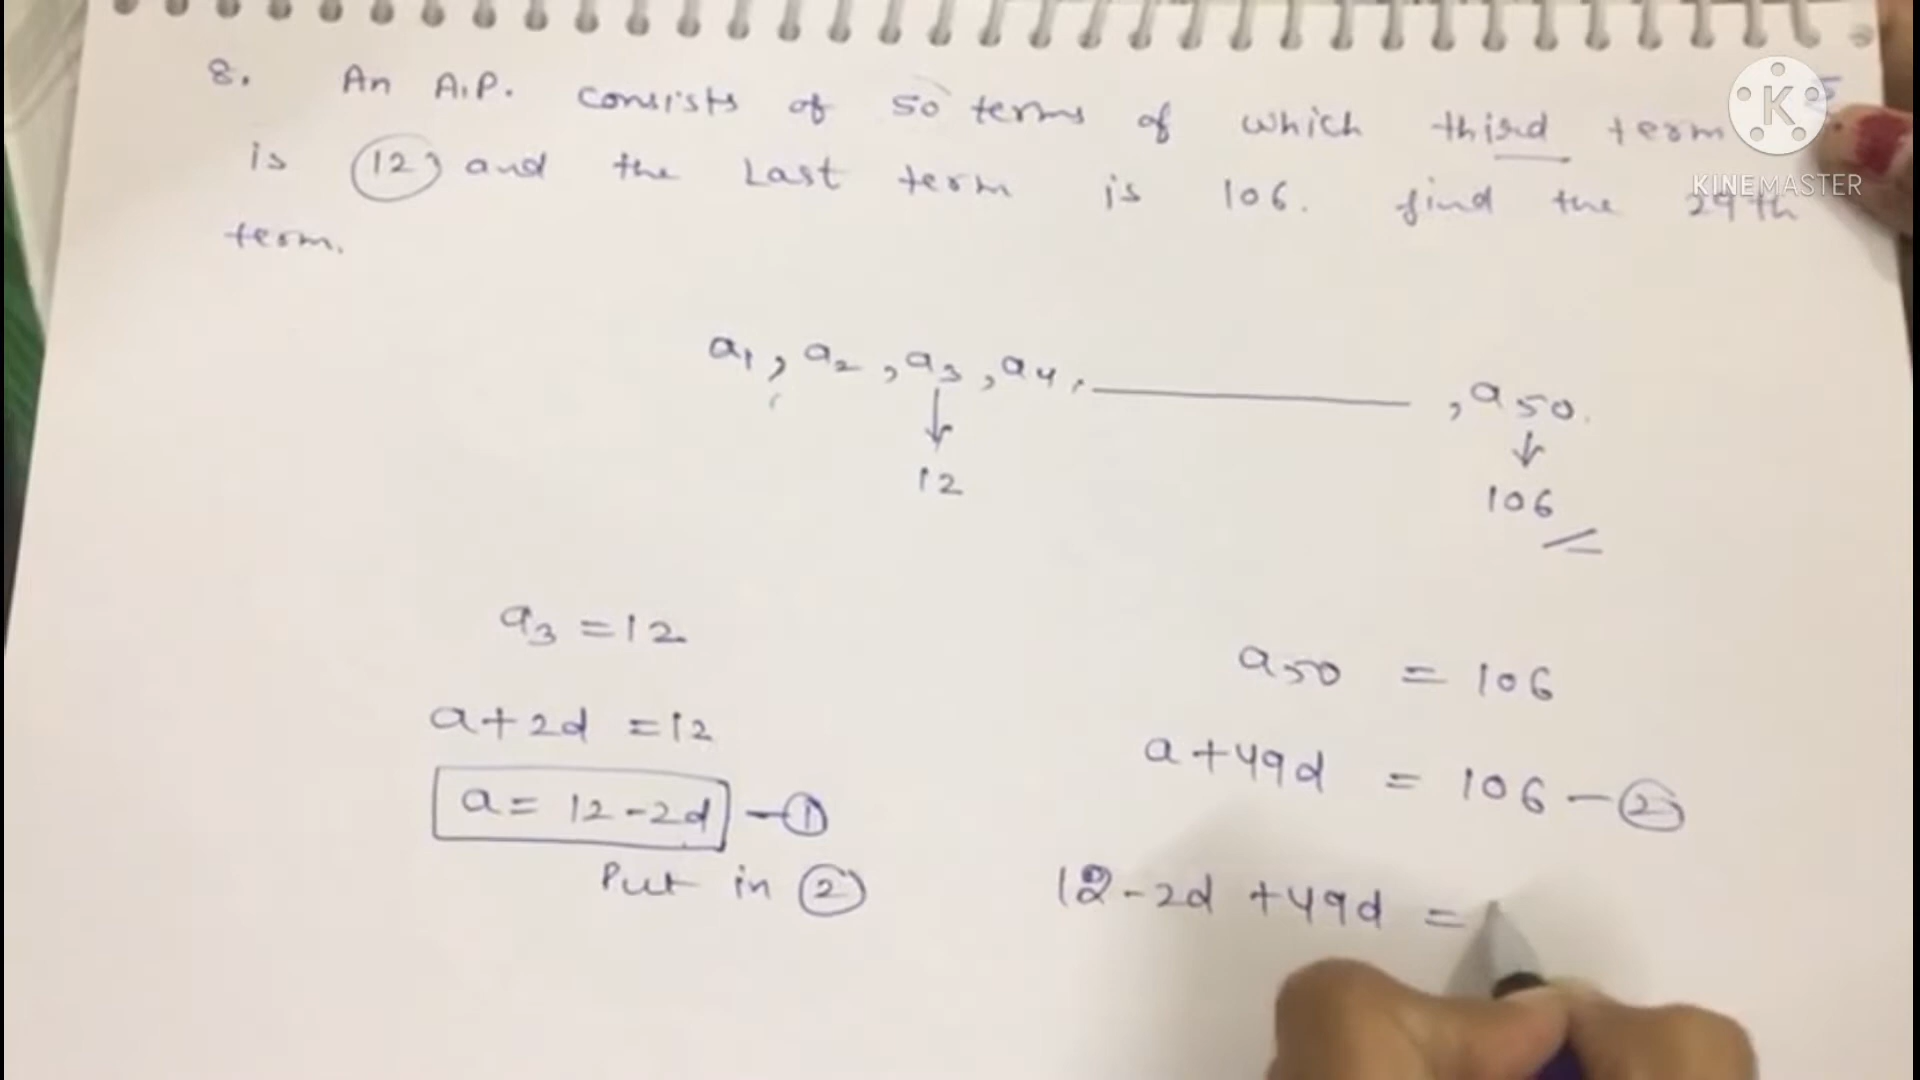 8. An A.P. consists of 50 terms of which third term
is 12 and the Last term is 106. find the 29th
term.
a1, a2, a3, a4, ——— , a50.
↓ ↓
12 106
a3 = 12
a + 2d = 12
a = 12 - 2d — ①
Put in ②
a50 = 106
a + 49d = 106 — ②
12 - 2d + 49d =
K
KINEMASTER